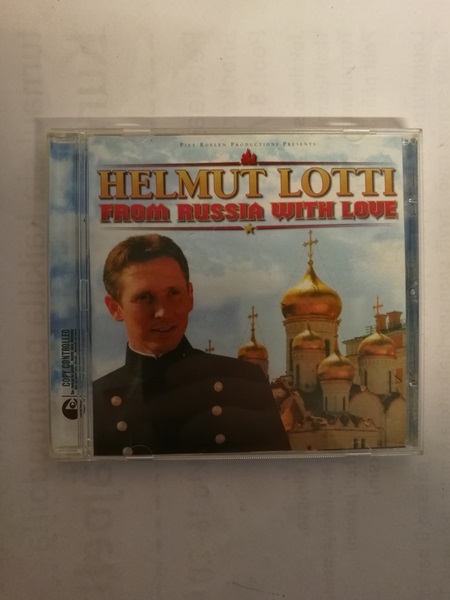 PIET ROELEN PRODUCTIONS PRESENTS
HELMUT LOTTI
FROM RUSSIA WITH LOVE
COPY CONTROLLED